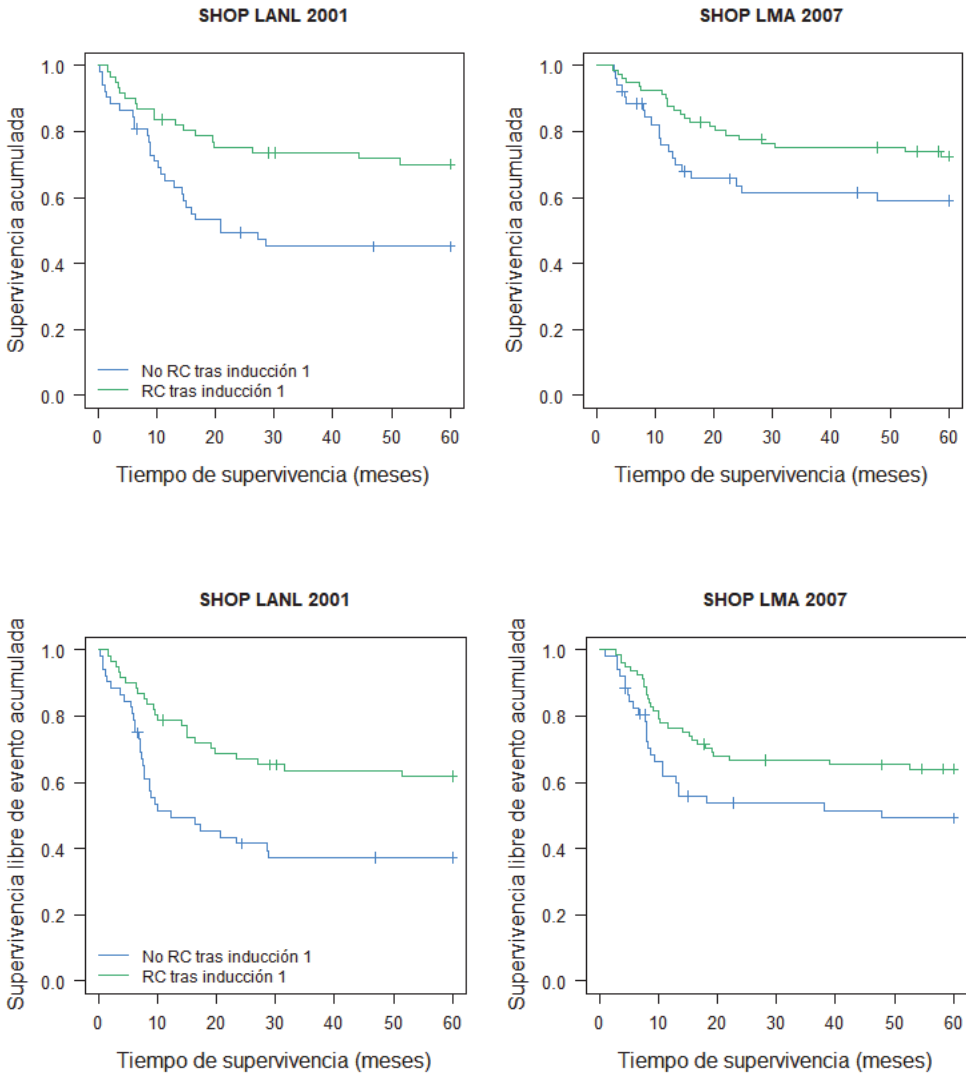 SHOP LANL 2001
Supervivencia acumulada
1.0
0.8
0.6
0.4
0.2
0.0
No RC tras inducción 1
RC tras inducción 1
0 10 20 30 40 50 60
Tiempo de supervivencia (meses)
SHOP LMA 2007
Supervivencia acumulada
1.0
0.8
0.6
0.4
0.2
0.0
0 10 20 30 40 50 60
Tiempo de supervivencia (meses)
SHOP LANL 2001
Supervivencia libre de evento acumulada
1.0
0.8
0.6
0.4
0.2
0.0
No RC tras inducción 1
RC tras inducción 1
0 10 20 30 40 50 60
Tiempo de supervivencia (meses)
SHOP LMA 2007
Supervivencia libre de evento acumulada
1.0
0.8
0.6
0.4
0.2
0.0
0 10 20 30 40 50 60
Tiempo de supervivencia (meses)